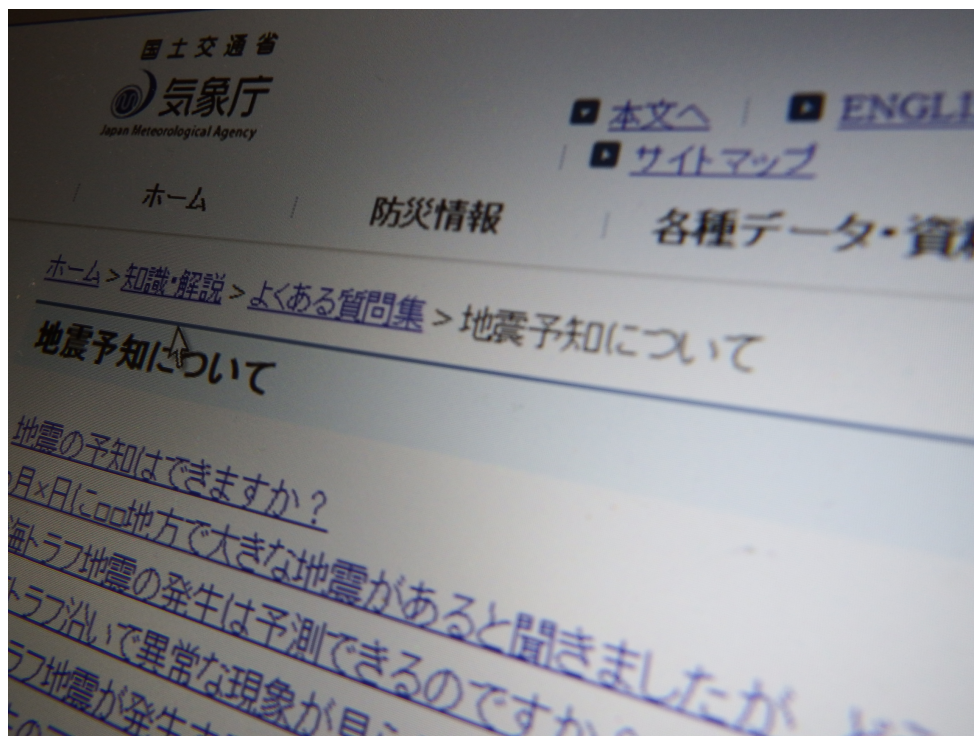 国土交通省
気象庁
Japan Meteorological Agency
本文へ
ENGLI
サイトマップ
ホーム
防災情報
各種データ・資料
ホーム > 知識・解説 > よくある質問集 > 地震予知について
地震予知について
地震の予知はできますか？
月×日に□□地方で大きな地震があると聞きましたが
海トラフ地震の発生は予測できるのですか？
トラフ沿いで異常な現象が見
ラフ地震が発生